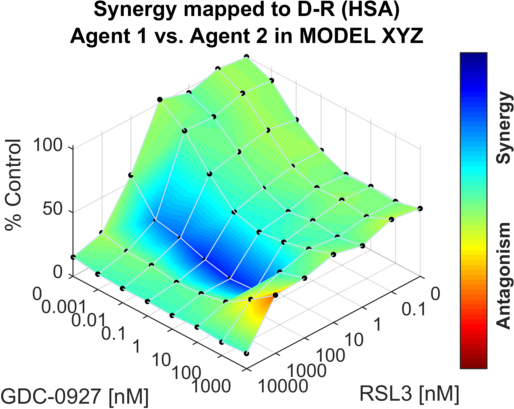 Synergy mapped to D-R (HSA)
Agent 1 vs. Agent 2 in MODEL XYZ
% Control
100
50
0
0
0.001
0.01
0.1
1
10
100
1000
GDC-0927 [nM]
0
0.1
1
10
100
1000
10000
RSL3 [nM]
Synergy
Antagonism